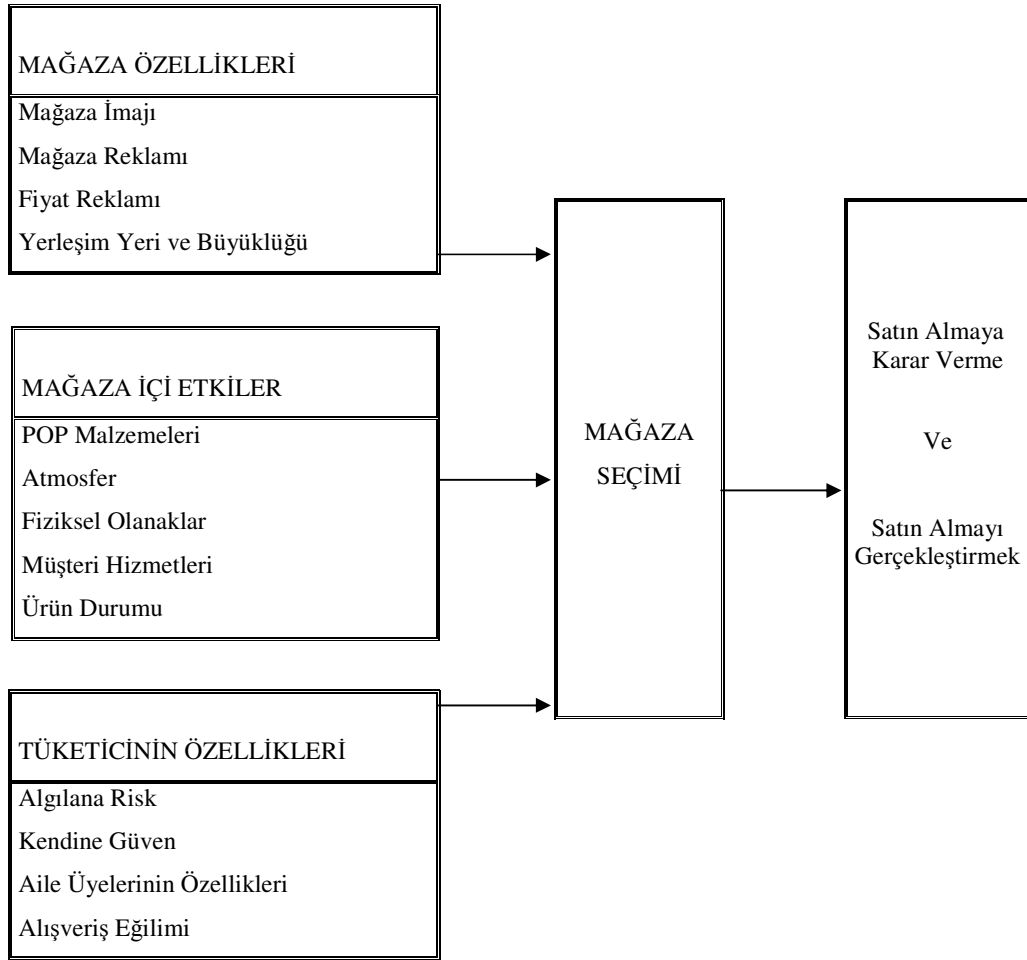 MAĞAZA ÖZELLİKLERİ
Mağaza İmajı
Mağaza Reklamı
Fiyat Reklamı
Yerleşim Yeri ve Büyüklüğü
MAĞAZA İÇİ ETKİLER
POP Malzemeleri
Atmosfer
Fiziksel Olanaklar
Müşteri Hizmetleri
Ürün Durumu
TÜKETİCİNİN ÖZELLİKLERİ
Algılana Risk
Kendine Güven
Aile Üyelerinin Özellikleri
Alışveriş Eğilimi
MAĞAZA
SEÇİMİ
Satın Almaya
Karar Verme
Ve
Satın Almayı
Gerçekleştirmek